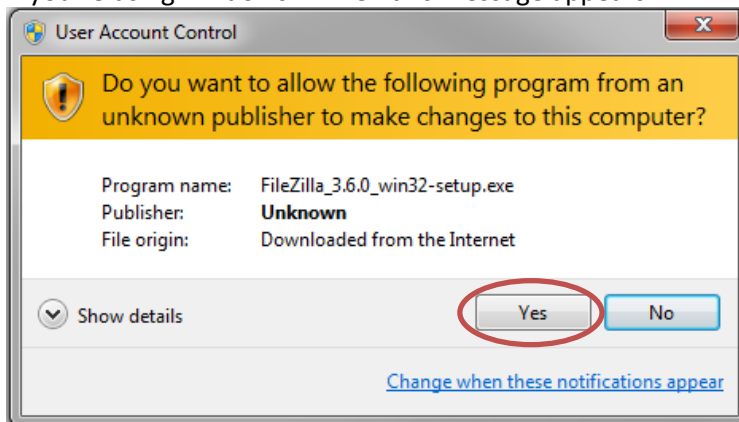 User Account Control
Do you want to allow the following program from an
unknown publisher to make changes to this computer?
Program name: FileZilla_3.6.0_win32-setup.exe
Publisher: Unknown
File origin: Downloaded from the Internet
Show details Yes No
Change when these notifications appear